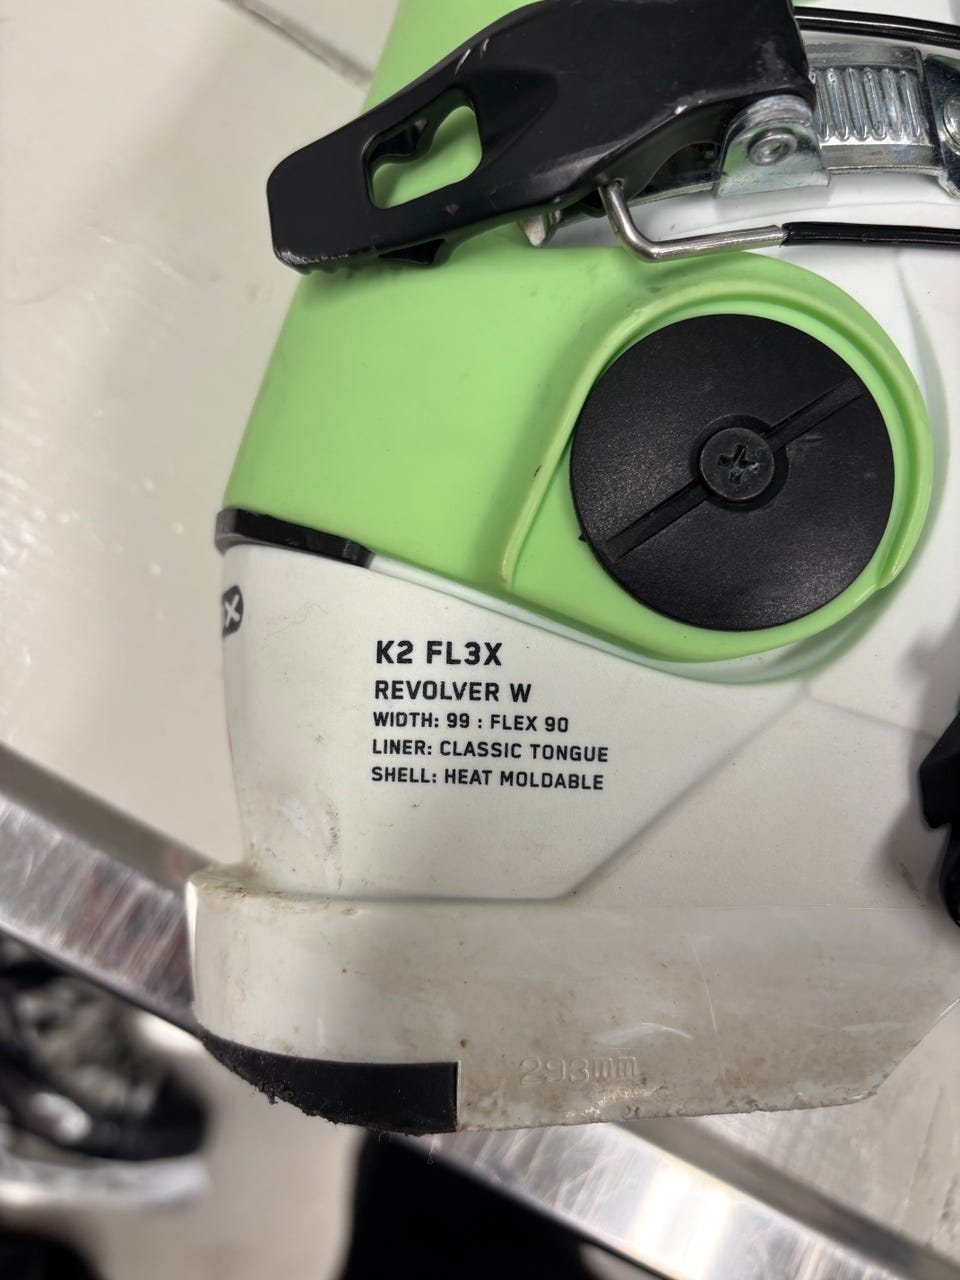 X
K2 FL3X
REVOLVER W
WIDTH: 99 : FLEX 90
LINER: CLASSIC TONGUE
SHELL: HEAT MOLDABLE
293mm